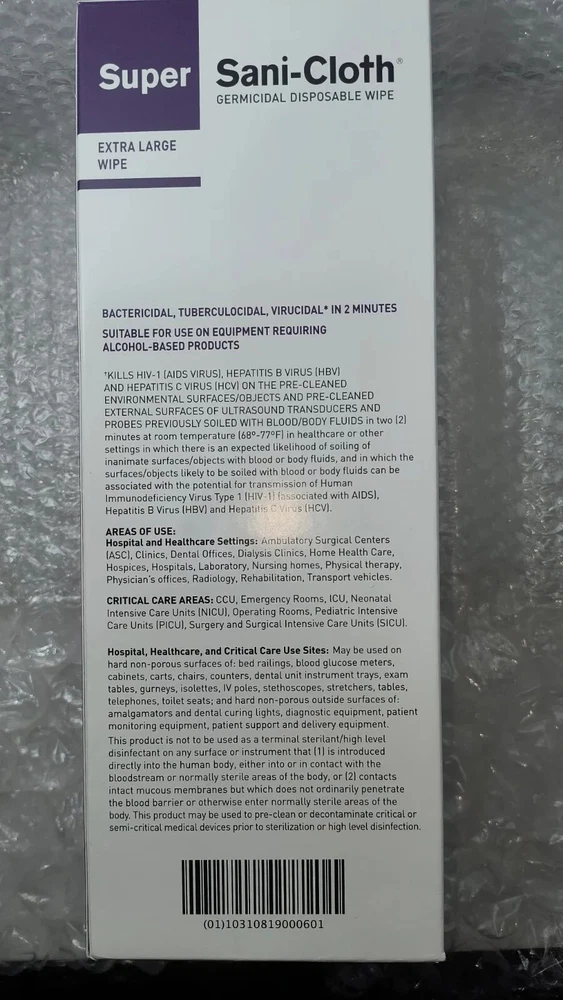 Super
Sani-Cloth®
GERMICIDAL DISPOSABLE WIPE
EXTRA LARGE
WIPE
BACTERICIDAL, TUBERCULOCIDAL, VIRUCIDAL* IN 2 MINUTES
SUITABLE FOR USE ON EQUIPMENT REQUIRING
ALCOHOL-BASED PRODUCTS
*KILLS HIV-1 (AIDS VIRUS), HEPATITIS B VIRUS (HBV)
AND HEPATITIS C VIRUS (HCV) ON THE PRE-CLEANED
ENVIRONMENTAL SURFACES/OBJECTS AND PRE-CLEANED
EXTERNAL SURFACES OF ULTRASOUND TRANSDUCERS AND
PROBES PREVIOUSLY SOILED WITH BLOOD/BODY FLUIDS in two (2)
minutes at room temperature (68º-77ºF) in healthcare or other
settings in which there is an expected likelihood of soiling of
inanimate surfaces/objects with blood or body fluids, and in which the
surfaces/objects likely to be soiled with blood or body fluids can be
associated with the potential for transmission of Human
Immunodeficiency Virus Type 1 (HIV-1) (associated with AIDS),
Hepatitis B Virus (HBV) and Hepatitis C Virus (HCV).
AREAS OF USE:
Hospital and Healthcare Settings: Ambulatory Surgical Centers
(ASC), Clinics, Dental Offices, Dialysis Clinics, Home Health Care,
Hospices, Hospitals, Laboratory, Nursing homes, Physical therapy,
Physician's offices, Radiology, Rehabilitation, Transport vehicles.
CRITICAL CARE AREAS: CCU, Emergency Rooms, ICU, Neonatal
Intensive Care Units (NICU), Operating Rooms, Pediatric Intensive
Care Units (PICU), Surgery and Surgical Intensive Care Units (SICU).
Hospital, Healthcare, and Critical Care Use Sites: May be used on
hard non-porous surfaces of: bed railings, blood glucose meters,
cabinets, carts, chairs, counters, dental unit instrument trays, exam
tables, gurneys, isolettes, IV poles, stethoscopes, stretchers, tables,
telephones, toilet seats; and hard non-porous outside surfaces of:
amalgamators and dental curing lights, diagnostic equipment, patient
monitoring equipment, patient support and delivery equipment.
This product is not to be used as a terminal sterilant/high level
disinfectant on any surface or instrument that (1) is introduced
directly into the human body, either into or in contact with the
bloodstream or normally sterile areas of the body, or (2) contacts
intact mucous membranes but which does not ordinarily penetrate
the blood barrier or otherwise enter normally sterile areas of the
body. This product may be used to pre-clean or decontaminate critical or
semi-critical medical devices prior to sterilization or high level disinfection.
(01)10310819000601